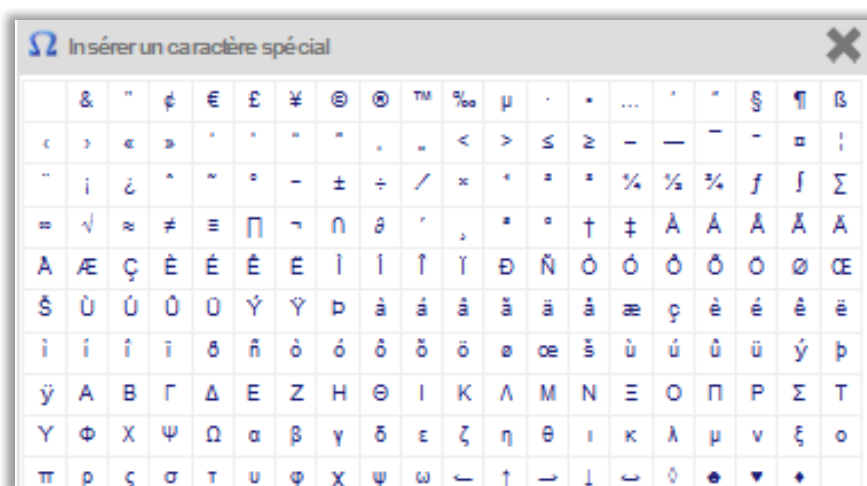 Ω Insérer un caractère spécial
& " ¢ € £ ¥ © ® ™ ‰ µ · • … ′ ″ § ¶ ß
‹ › « » ‘ ’ “ ” ‚ „ < > ≤ ≥ – — ¯ ‾ ¤ ¦
¨ ¡ ¿ ˆ ˜ ° − ± ÷ ⁄ × ¹ ² ³ ¼ ½ ¾ ƒ ∫ ∑
∞ √ ≈ ≠ ≡ ∏ ¬ ∩ ∂ ´ ¸ ª º † ‡ À Á Â Ã Ä
Å Æ Ç È É Ê Ë Ì Í Î Ï Ð Ñ Ò Ó Ô Õ Ö Ø Œ
Š Ù Ú Û Ü Ý Ÿ Þ à á â ã ä å æ ç è é ê ë
ì í î ï ð ñ ò ó ô õ ö ø œ š ù ú û ü ý þ
ÿ Α Β Γ Δ Ε Ζ Η Θ Ι Κ Λ Μ Ν Ξ Ο Π Ρ Σ Τ
Υ Φ Χ Ψ Ω α β γ δ ε ζ η θ ι κ λ μ ν ξ ο
π ρ ς σ τ υ φ χ ψ ω ← ↑ → ↓ ↔ ◊ ♠ ♥ ♦